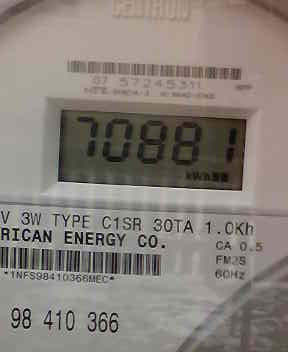 CENTRON
07 57245311
70881
kWh
V 3W TYPE C1SR 30TA 1.0Kh
RICAN ENERGY CO.
CA 0.5
FM2S
60Hz
*1NFS98410366MEC*
98 410 366